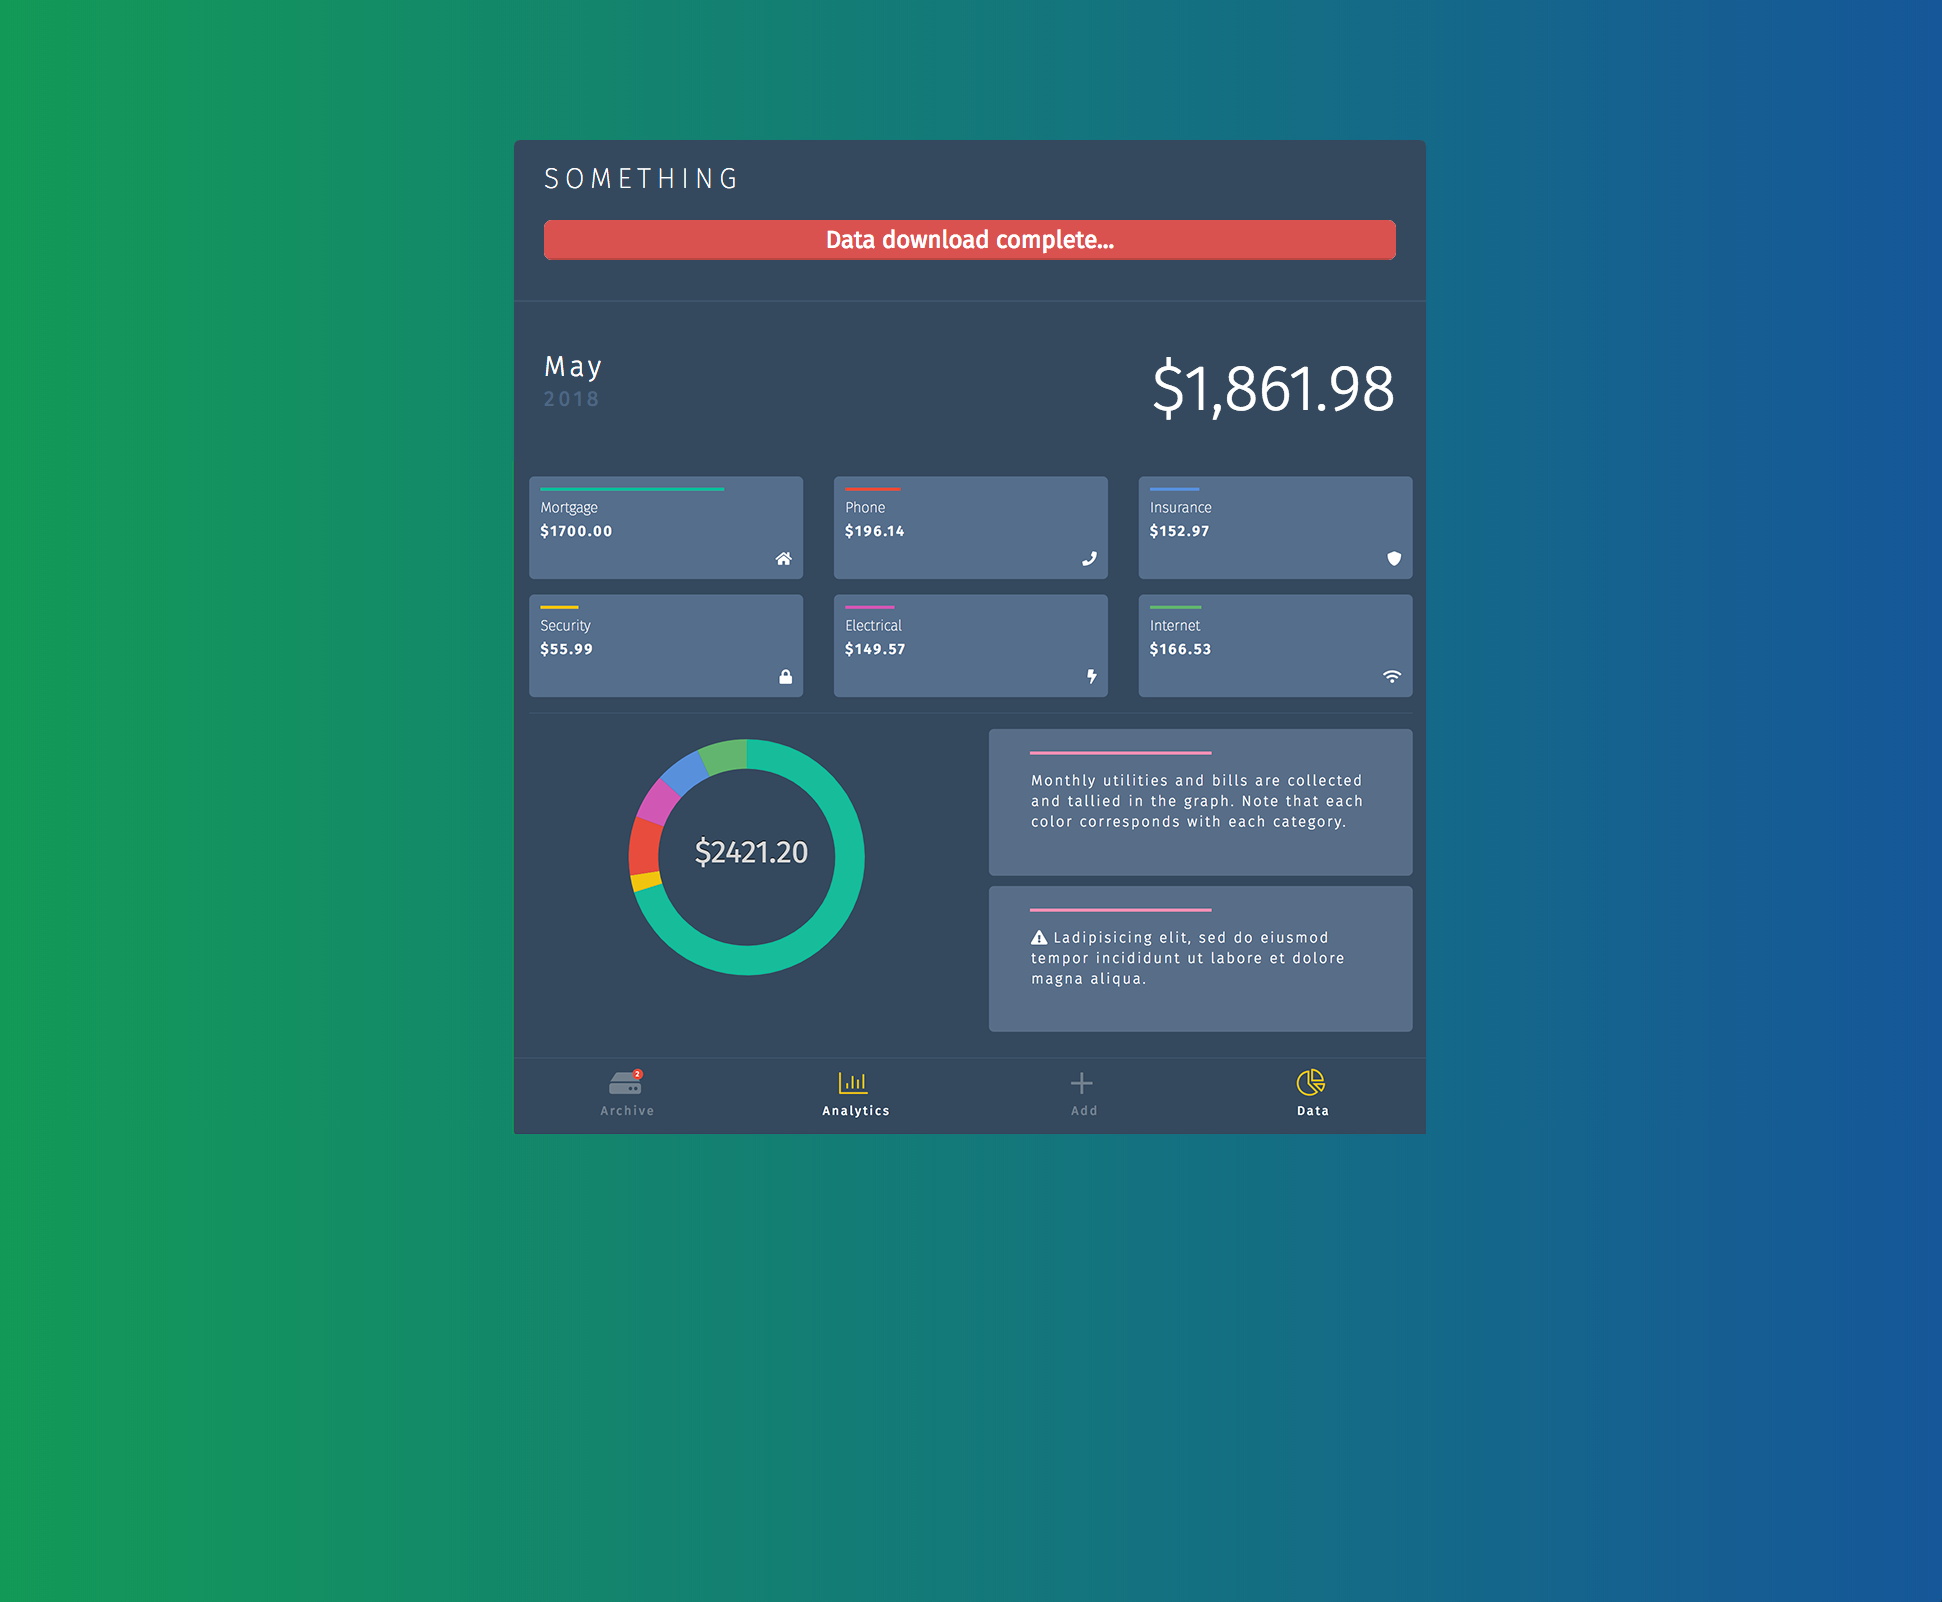 SOMETHING
Data download complete...
May
2018
$1,861.98
Mortgage
$1700.00
Phone
$196.14
Insurance
$152.97
Security
$55.99
Electrical
$149.57
Internet
$166.53
$2421.20
Monthly utilities and bills are collected
and tallied in the graph. Note that each
color corresponds with each category.
Ladipisicing elit, sed do eiusmod
tempor incididunt ut labore et dolore
magna aliqua.
2
Archive
Analytics
Add
Data